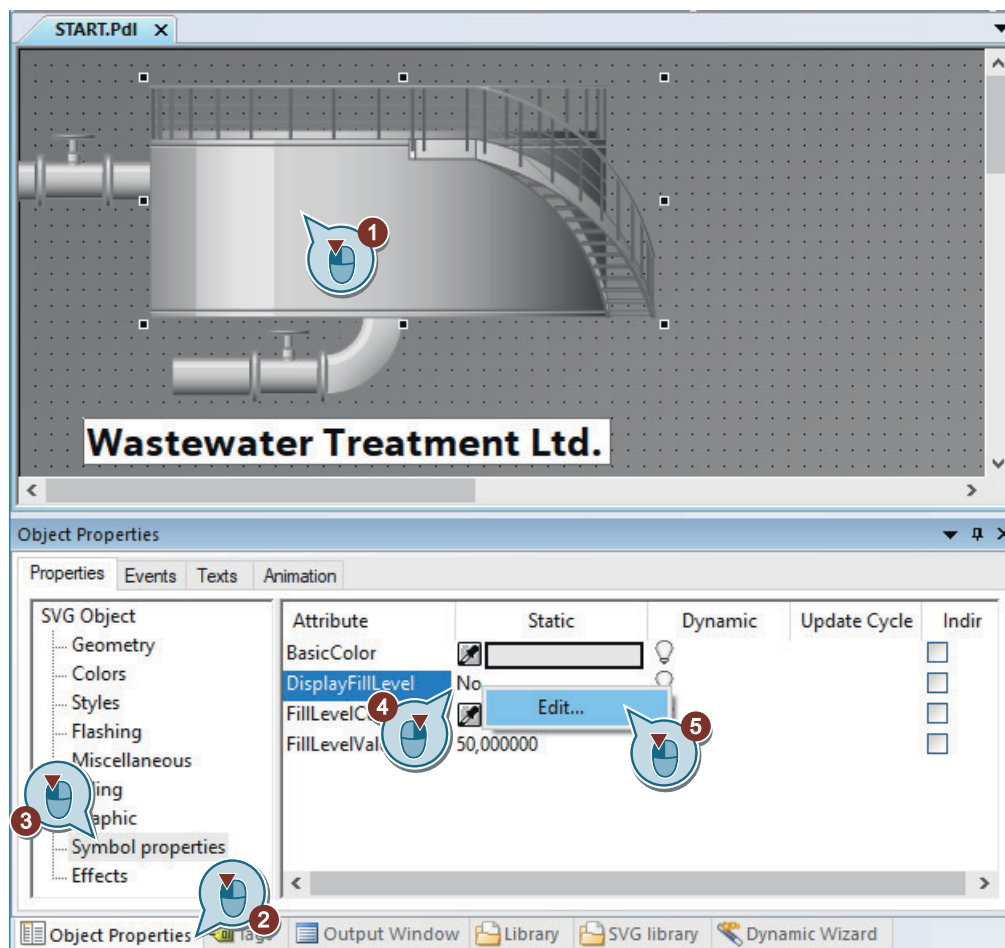 START.Pdl
1
Wastewater Treatment Ltd.
Object Properties
Properties Events Texts Animation
SVG Object
Geometry
Colors
Styles
Flashing
Miscellaneous
Symbol properties
Effects
3
2
Attribute Static Dynamic Update Cycle Indir
BasicColor
DisplayFillLevel No
4 Edit...
5
50,000000
Object Properties Output Window Library SVG library Dynamic Wizard